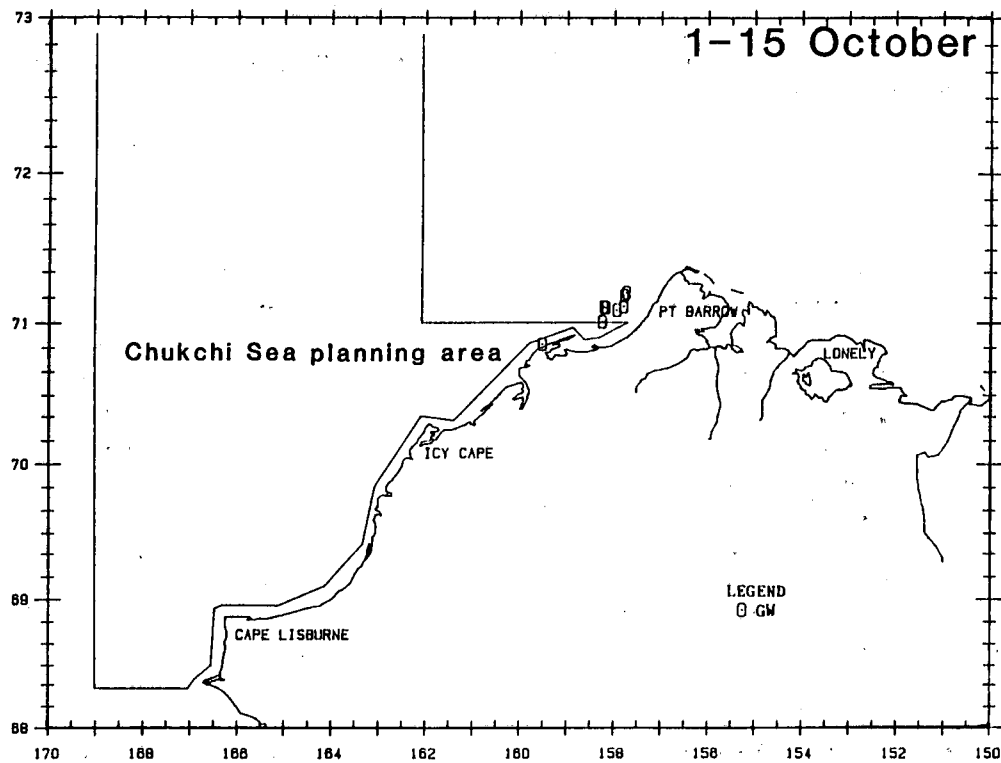 73
1-15 October
72
PT BARROW
71
Chukchi Sea planning area
LONELY
ICY CAPE
70
LEGEND
69
0 GW
CAPE LISBURNE
68
170 168 166 164 162 160 158 156 154 152 150